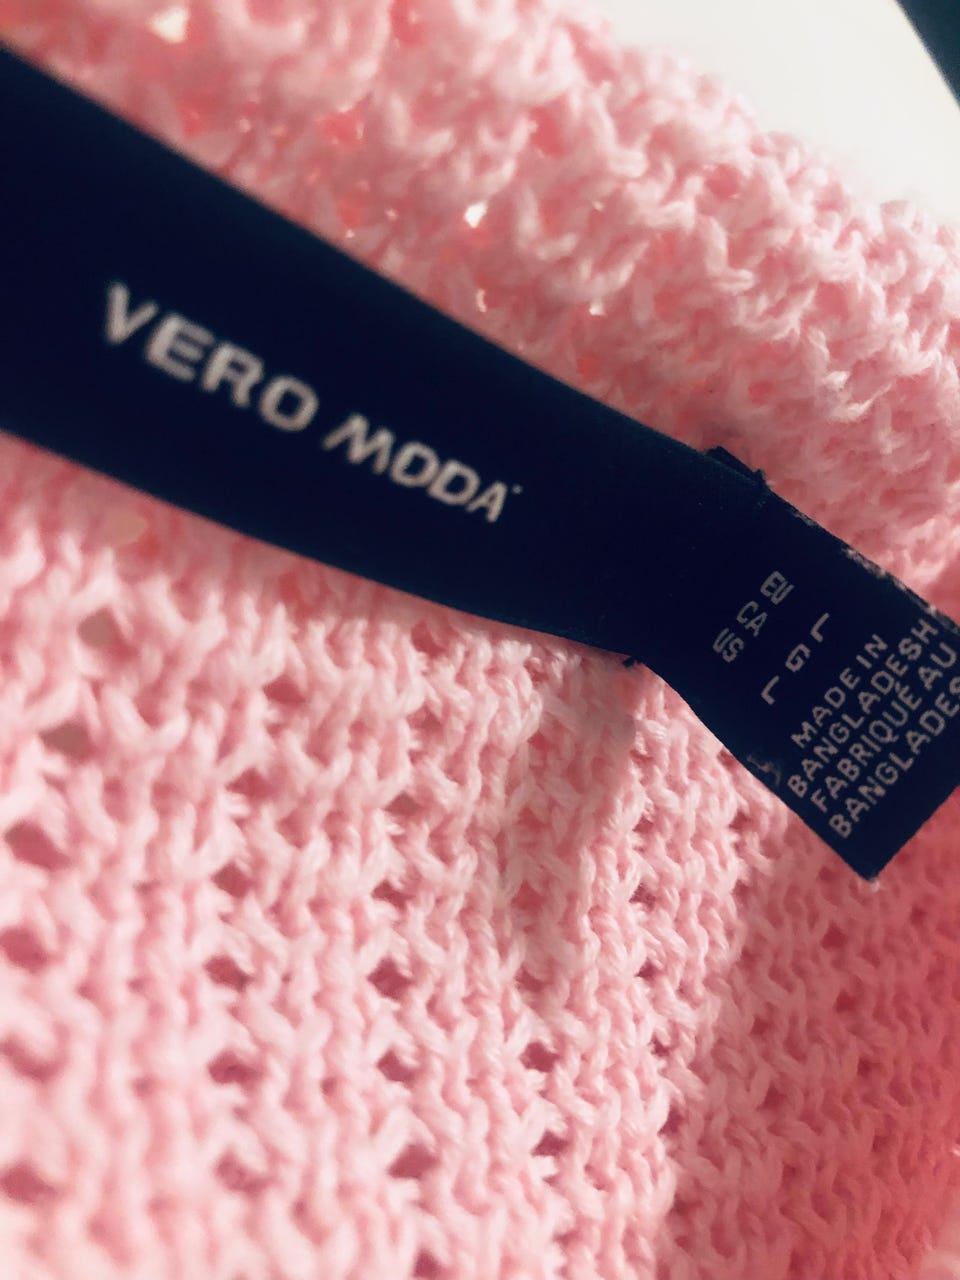 VERO MODA
EU L
CA G
US L
MADE IN
BANGLADESH
FABRIQUÉ AU
BANGLADES